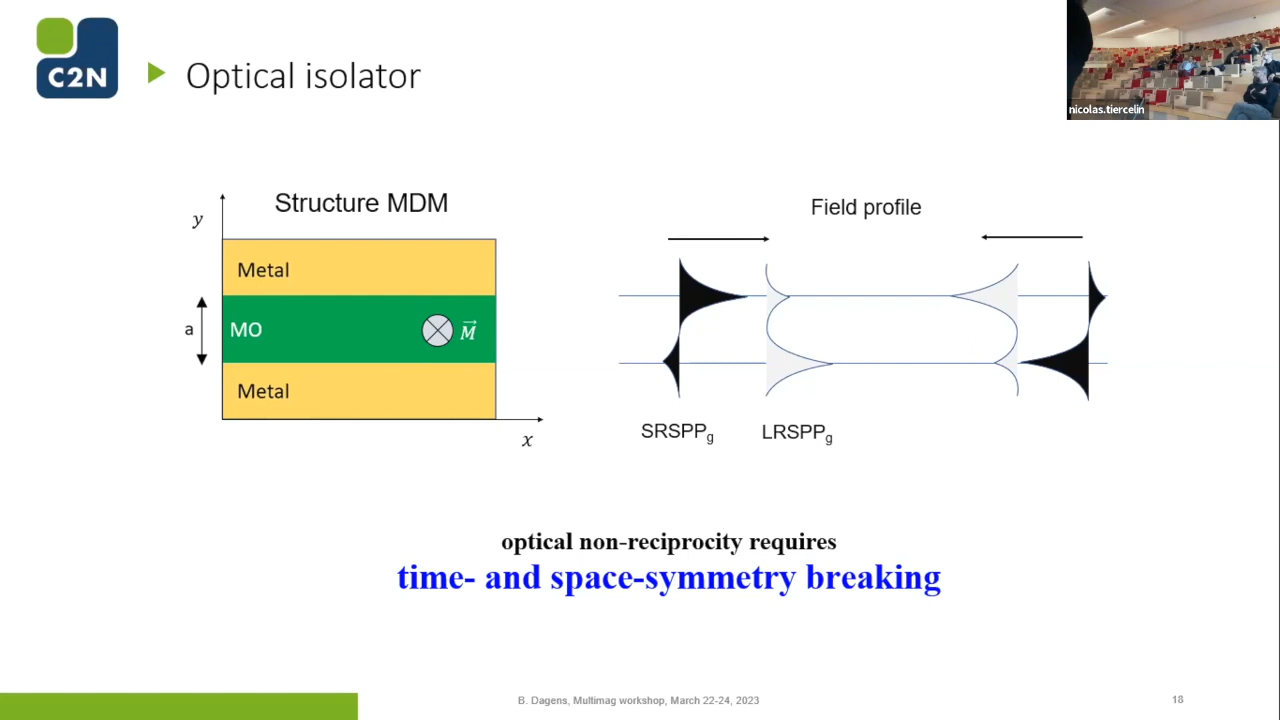 C2N
Optical isolator
nicolas.tiercelin
Structure MDM
y
Metal
a
MO
M⃗
Metal
x
Field profile
SRSPPg
LRSPPg
optical non-reciprocity requires
time- and space-symmetry breaking
B. Dagens, Multimag workshop, March 22-24, 2023
18